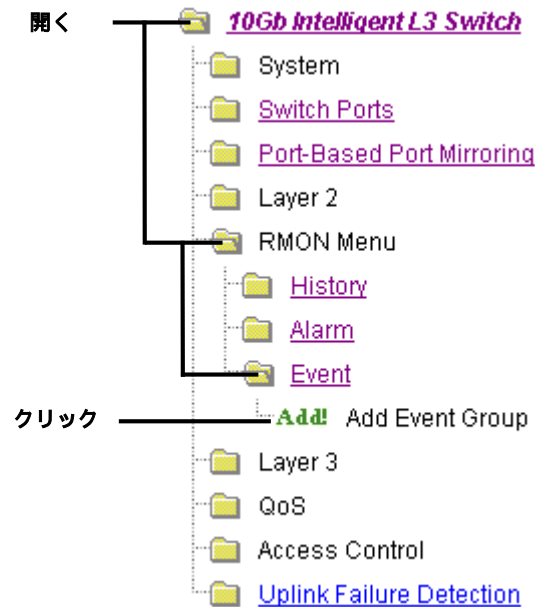 開く 10Gb Intelligent L3 Switch
System
Switch Ports
Port-Based Port Mirroring
Layer 2
RMON Menu
History
Alarm
Event
クリック Add! Add Event Group
Layer 3
QoS
Access Control
Uplink Failure Detection